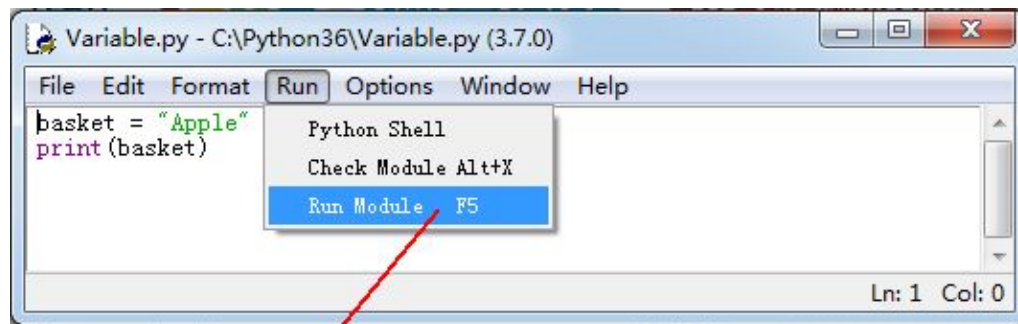 Variable.py - C:\Python36\Variable.py (3.7.0)
File Edit Format Run Options Window Help
basket = "Apple"
print(basket)
Python Shell
Check Module Alt+X
Run Module F5
Ln: 1 Col: 0